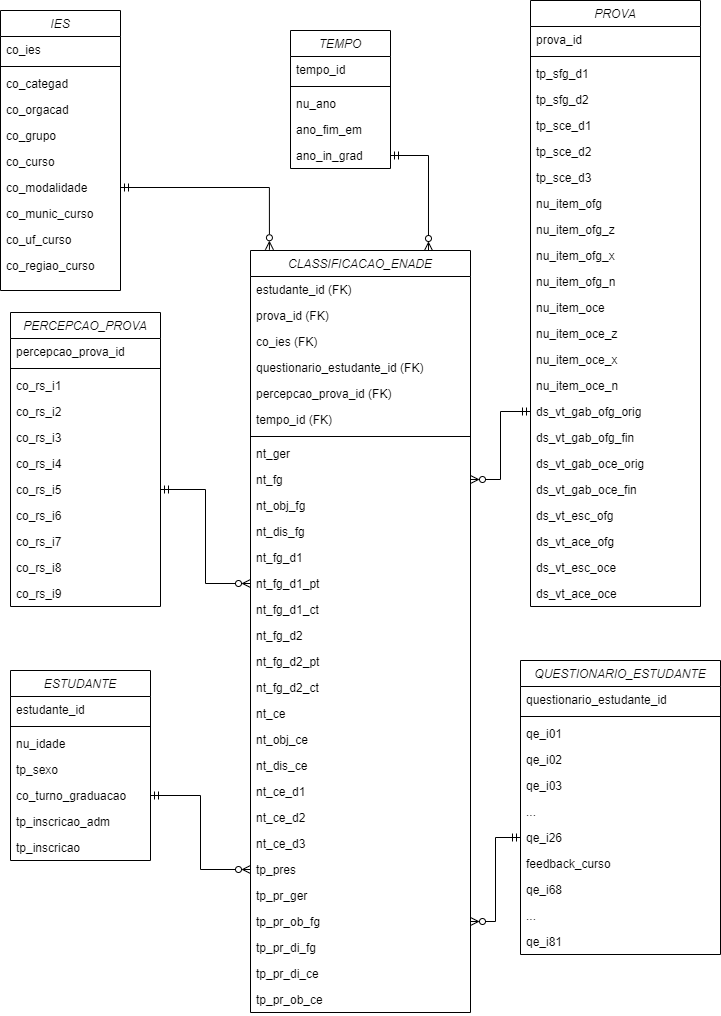 IES
co_ies
co_categad
co_orgacad
co_grupo
co_curso
co_modalidade
co_munic_curso
co_uf_curso
co_regiao_curso
TEMPO
tempo_id
nu_ano
ano_fim_em
ano_in_grad
PROVA
prova_id
tp_sfg_d1
tp_sfg_d2
tp_sce_d1
tp_sce_d2
tp_sce_d3
nu_item_ofg
nu_item_ofg_z
nu_item_ofg_x
nu_item_ofg_n
nu_item_oce
nu_item_oce_z
nu_item_oce_x
nu_item_oce_n
ds_vt_gab_ofg_orig
ds_vt_gab_ofg_fin
ds_vt_gab_oce_orig
ds_vt_gab_oce_fin
ds_vt_esc_ofg
ds_vt_ace_ofg
ds_vt_esc_oce
ds_vt_ace_oce
PERCEPCAO_PROVA
percepcao_prova_id
co_rs_i1
co_rs_i2
co_rs_i3
co_rs_i4
co_rs_i5
co_rs_i6
co_rs_i7
co_rs_i8
co_rs_i9
CLASSIFICACAO_ENADE
estudante_id (FK)
prova_id (FK)
co_ies (FK)
questionario_estudante_id (FK)
percepcao_prova_id (FK)
tempo_id (FK)
nt_ger
nt_fg
nt_obj_fg
nt_dis_fg
nt_fg_d1
nt_fg_d1_pt
nt_fg_d1_ct
nt_fg_d2
nt_fg_d2_pt
nt_fg_d2_ct
nt_ce
nt_obj_ce
nt_dis_ce
nt_ce_d1
nt_ce_d2
nt_ce_d3
tp_pres
tp_pr_ger
tp_pr_ob_fg
tp_pr_di_fg
tp_pr_di_ce
tp_pr_ob_ce
ESTUDANTE
estudante_id
nu_idade
tp_sexo
co_turno_graduacao
tp_inscricao_adm
tp_inscricao
QUESTIONARIO_ESTUDANTE
questionario_estudante_id
qe_i01
qe_i02
qe_i03
...
qe_i26
feedback_curso
qe_i68
...
qe_i81